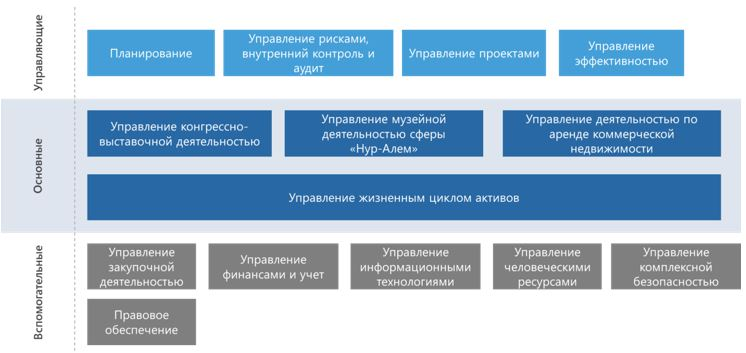 Управляющие
Планирование
Управление рисками,
внутренний контроль и
аудит
Управление проектами
Управление
эффективностью
Основные
Управление конгрессно-
выставочной деятельностью
Управление музейной
деятельностью сферы
«Нур-Алем»
Управление деятельностью по
аренде коммерческой
недвижимости
Управление жизненным циклом активов
Вспомогательные
Управление
закупочной
деятельностью
Управление
финансами и учет
Управление
информационными
технологиями
Управление
человеческими
ресурсами
Управление
комплексной
безопасностью
Правовое
обеспечение